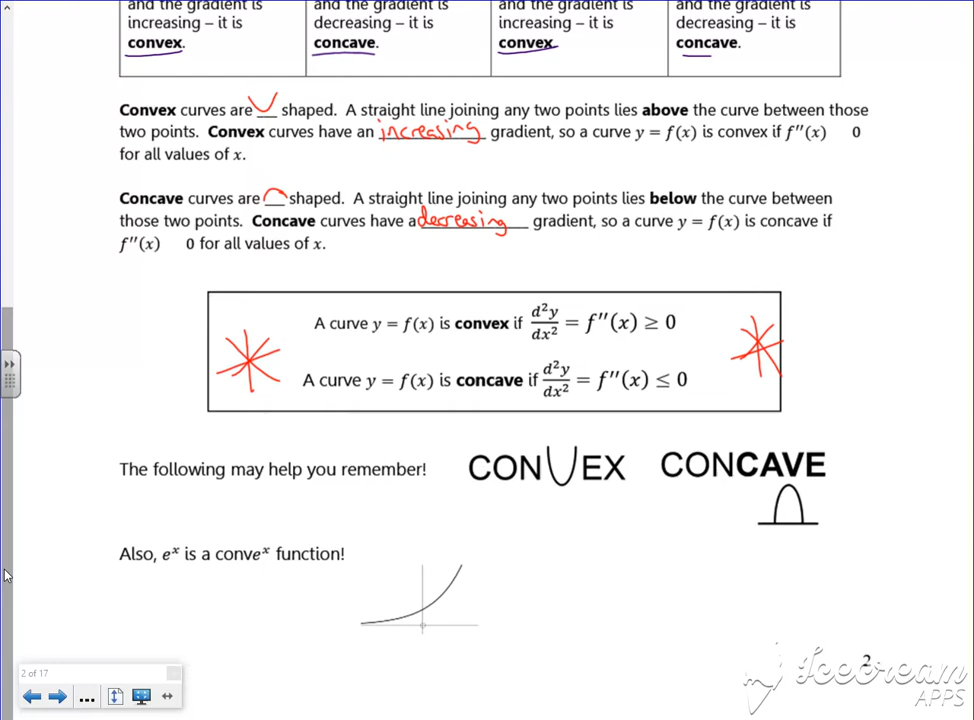 and the gradient is increasing – it is convex.
and the gradient is decreasing – it is concave.
and the gradient is increasing – it is convex.
and the gradient is decreasing – it is concave.
Convex curves are ∪ shaped. A straight line joining any two points lies above the curve between those
two points. Convex curves have an increasing gradient, so a curve y = f(x) is convex if f''(x) 0
for all values of x.
Concave curves are ∩ shaped. A straight line joining any two points lies below the curve between
those two points. Concave curves have a decreasing gradient, so a curve y = f(x) is concave if
f''(x) 0 for all values of x.
A curve y = f(x) is convex if d²y/dx² = f''(x) ≥ 0
A curve y = f(x) is concave if d²y/dx² = f''(x) ≤ 0
The following may help you remember! CONVEX CONCAVE
Also, eˣ is a conveˣ function!
2
2 of 17
Icecream
APPS